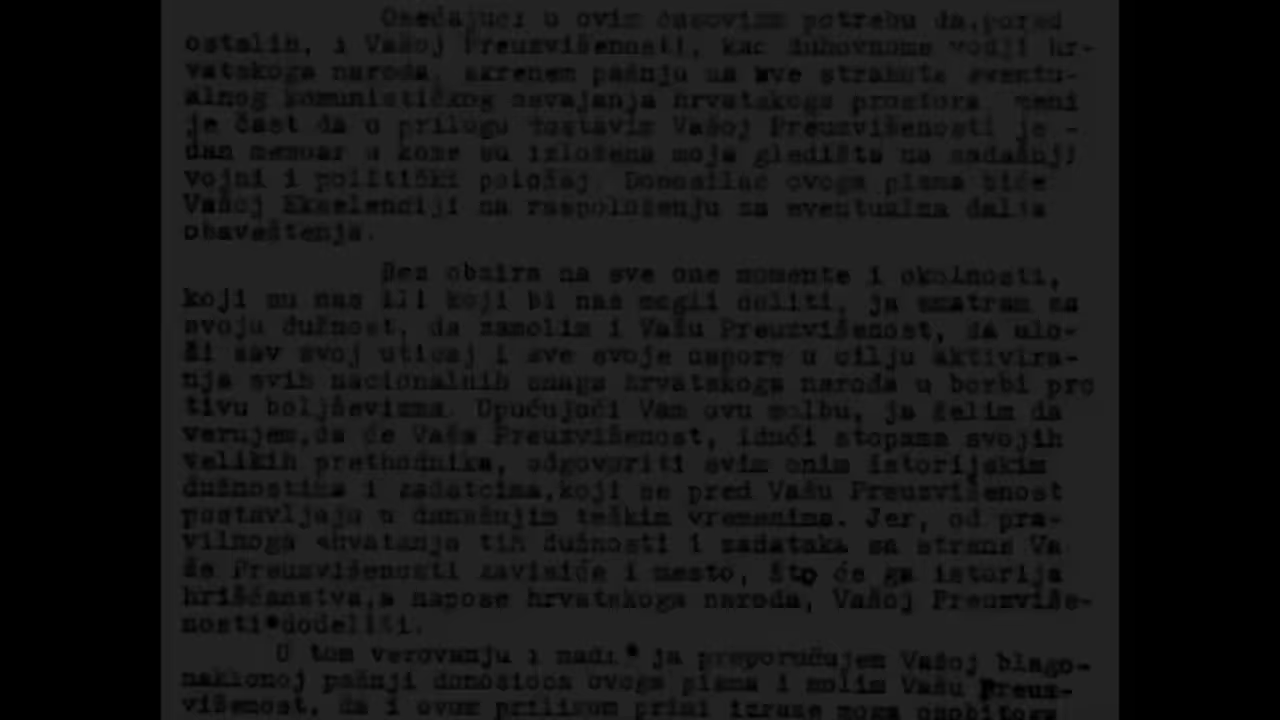 Osećajući u ovim časovima potrebu da, pored
ostalih, i Vašoj Preuzvišenosti, kao duhovnome vodji hr-
vatskoga naroda, skrenem pažnju na sve strahote eventu-
alnog komunističkog osvajanja hrvatskoga prostora, meni
je čast da u prilogu dostavim Vašoj Preuzvišenosti je -
dan memoar u kome su izložena moja gledišta na sadašnji
vojni i politički položaj. Donosilac ovoga pisma biće
Vašoj Ekselenciji na raspoloženju za eventualna dalja
obaveštenja.
Bez obzira na sve one momente i okolnosti,
koji su nas ili koji bi nas mogli deliti, ja smatram za
svoju dužnost, da zamolim i Vašu Preuzvišenost, da ulo-
ži sav svoj uticaj i sve svoje napore u cilju aktivira-
nja svih nacionalnih snaga hrvatskoga naroda u borbi pro
tivu boljševizma. Upućujući Vam ovu molbu, ja želim da
verujem,da će Vaša Preuzvišenost, idući stopama svojih
velikih prethodnika, odgovoriti svim onim istorijskim
dužnostima i zadatcima,koji se pred Vašu Preuzvišenost
postavljaju u današnjim teškim vremenima. Jer, od pra-
vilnoga shvatanja tih dužnosti i zadataka sa strane Va
še Preuzvišenosti zavisiće i mesto, što će ga istorija
hrišćanstva,a napose hrvatskoga naroda, Vašoj Preuzviše-
nosti dodeliti.
U tom verovanju i nadi ja preporučujem Vašoj blago-
naklonoj pažnji donosioca ovoga pisma i molim Vašu Preuz-
višenost, da i ovom prilikom primi izraze moga osobitoga